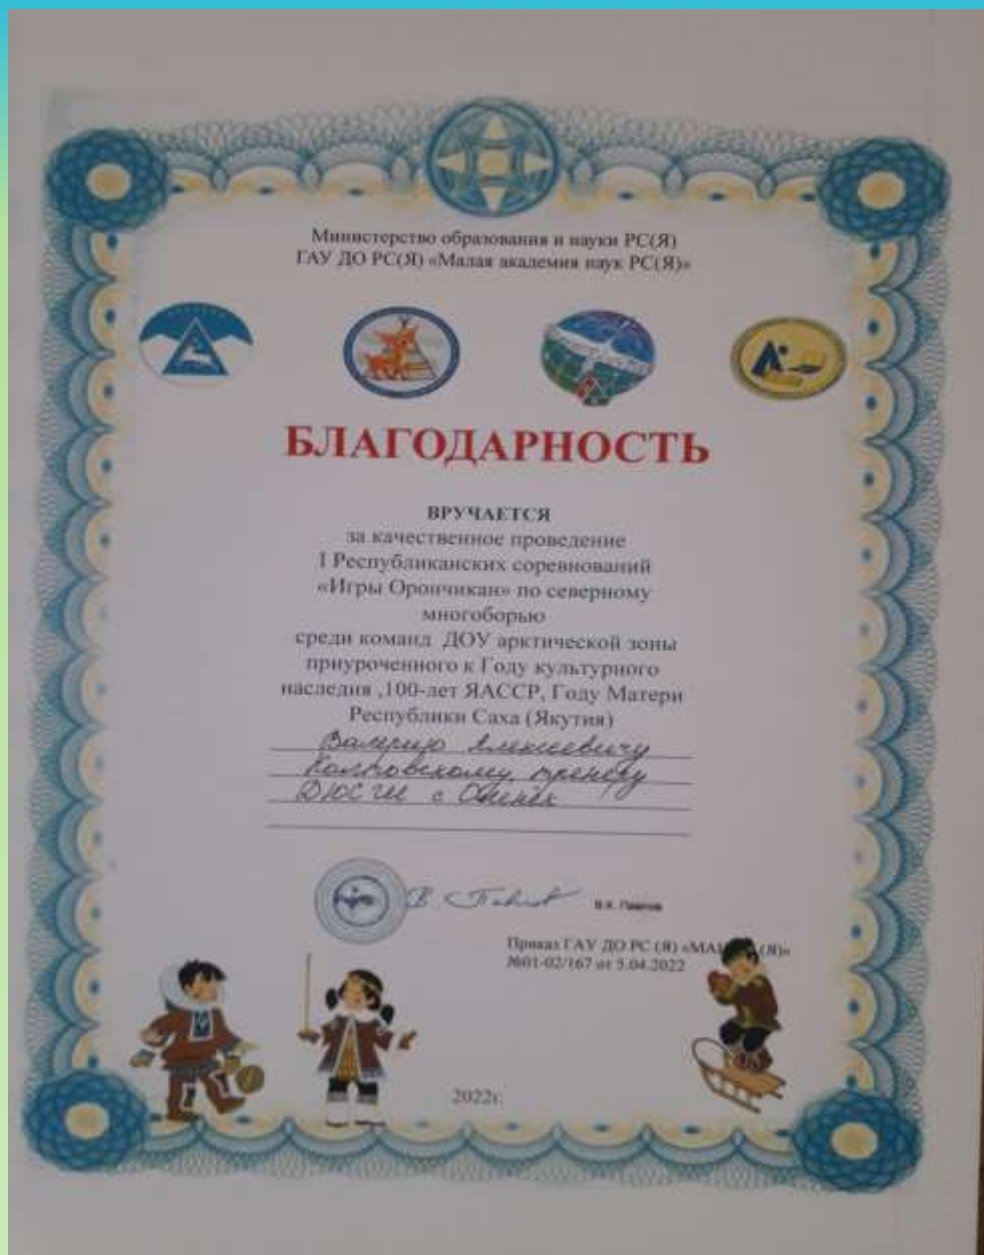 Министерство образования и науки РС(Я)
ГАУ ДО РС(Я) «Малая академия наук РС(Я)»
БЛАГОДАРНОСТЬ
ВРУЧАЕТСЯ
за качественное проведение
I Республиканских соревнований
«Игры Орончикан» по северному
многоборью
среди команд ДОУ арктической зоны
приуроченного к Году культурного
наследия ,100-лет ЯАССР, Году Матери
Республики Саха (Якутия)
Валерию Алексеевичу
тренеру
ДЮСШ с Оленек
В.К. Павлов
Приказ ГАУ ДО РС (Я) «МАН (Я)»
№01-02/167 от 5.04.2022
2022г.